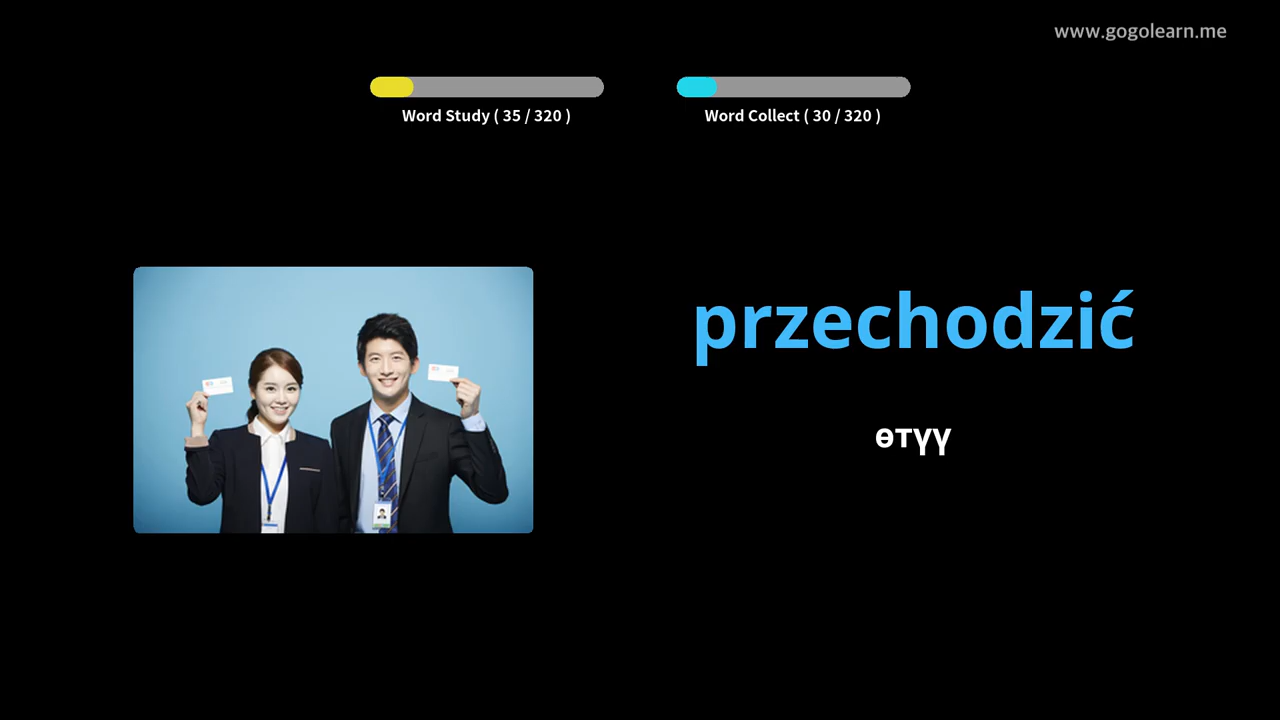 www.gogolearn.me
Word Study ( 35 / 320 )
Word Collect ( 30 / 320 )
przechodzić
өтүү